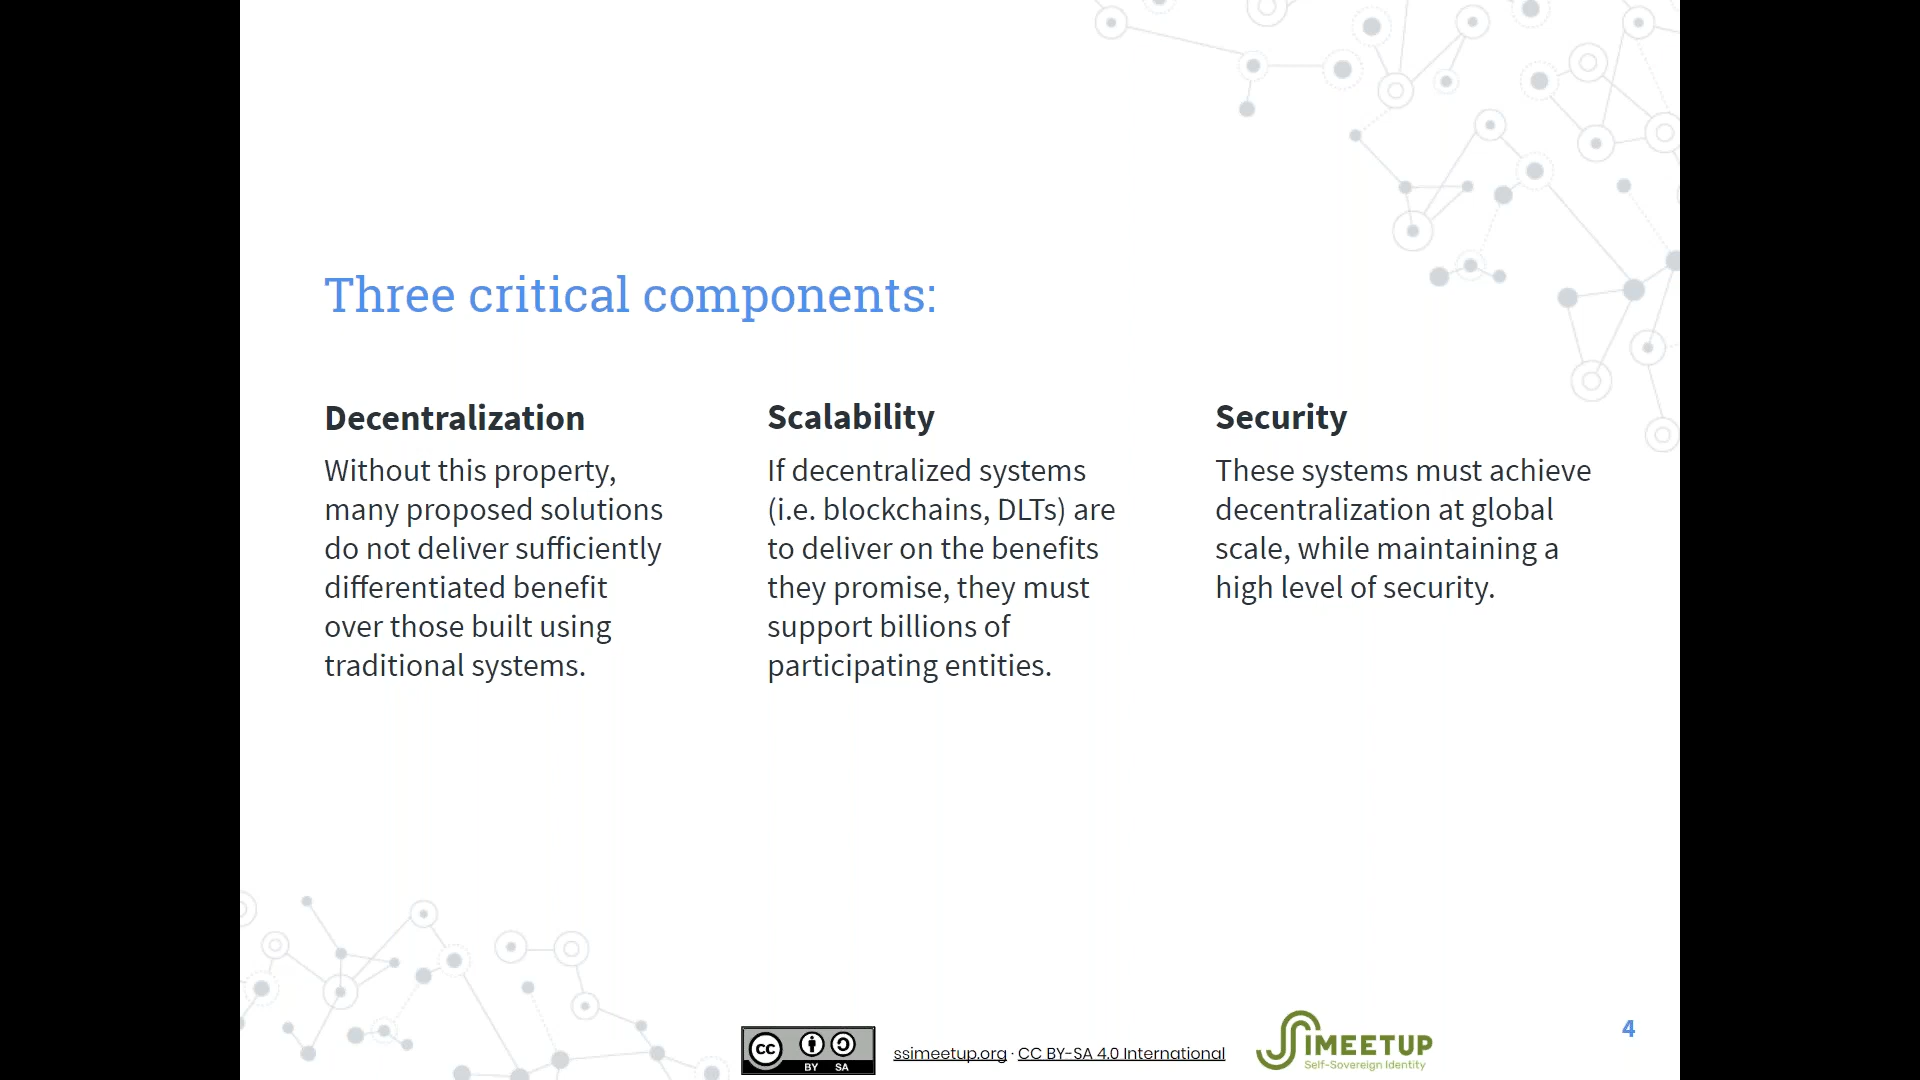 Three critical components:
Decentralization
Without this property,
many proposed solutions
do not deliver sufficiently
differentiated benefit
over those built using
traditional systems.
Scalability
If decentralized systems
(i.e. blockchains, DLTs) are
to deliver on the benefits
they promise, they must
support billions of
participating entities.
Security
These systems must achieve
decentralization at global
scale, while maintaining a
high level of security.
cc BY SA
ssimeetup.org · CC BY-SA 4.0 International
SSIMEETUP
Self-Sovereign Identity
4